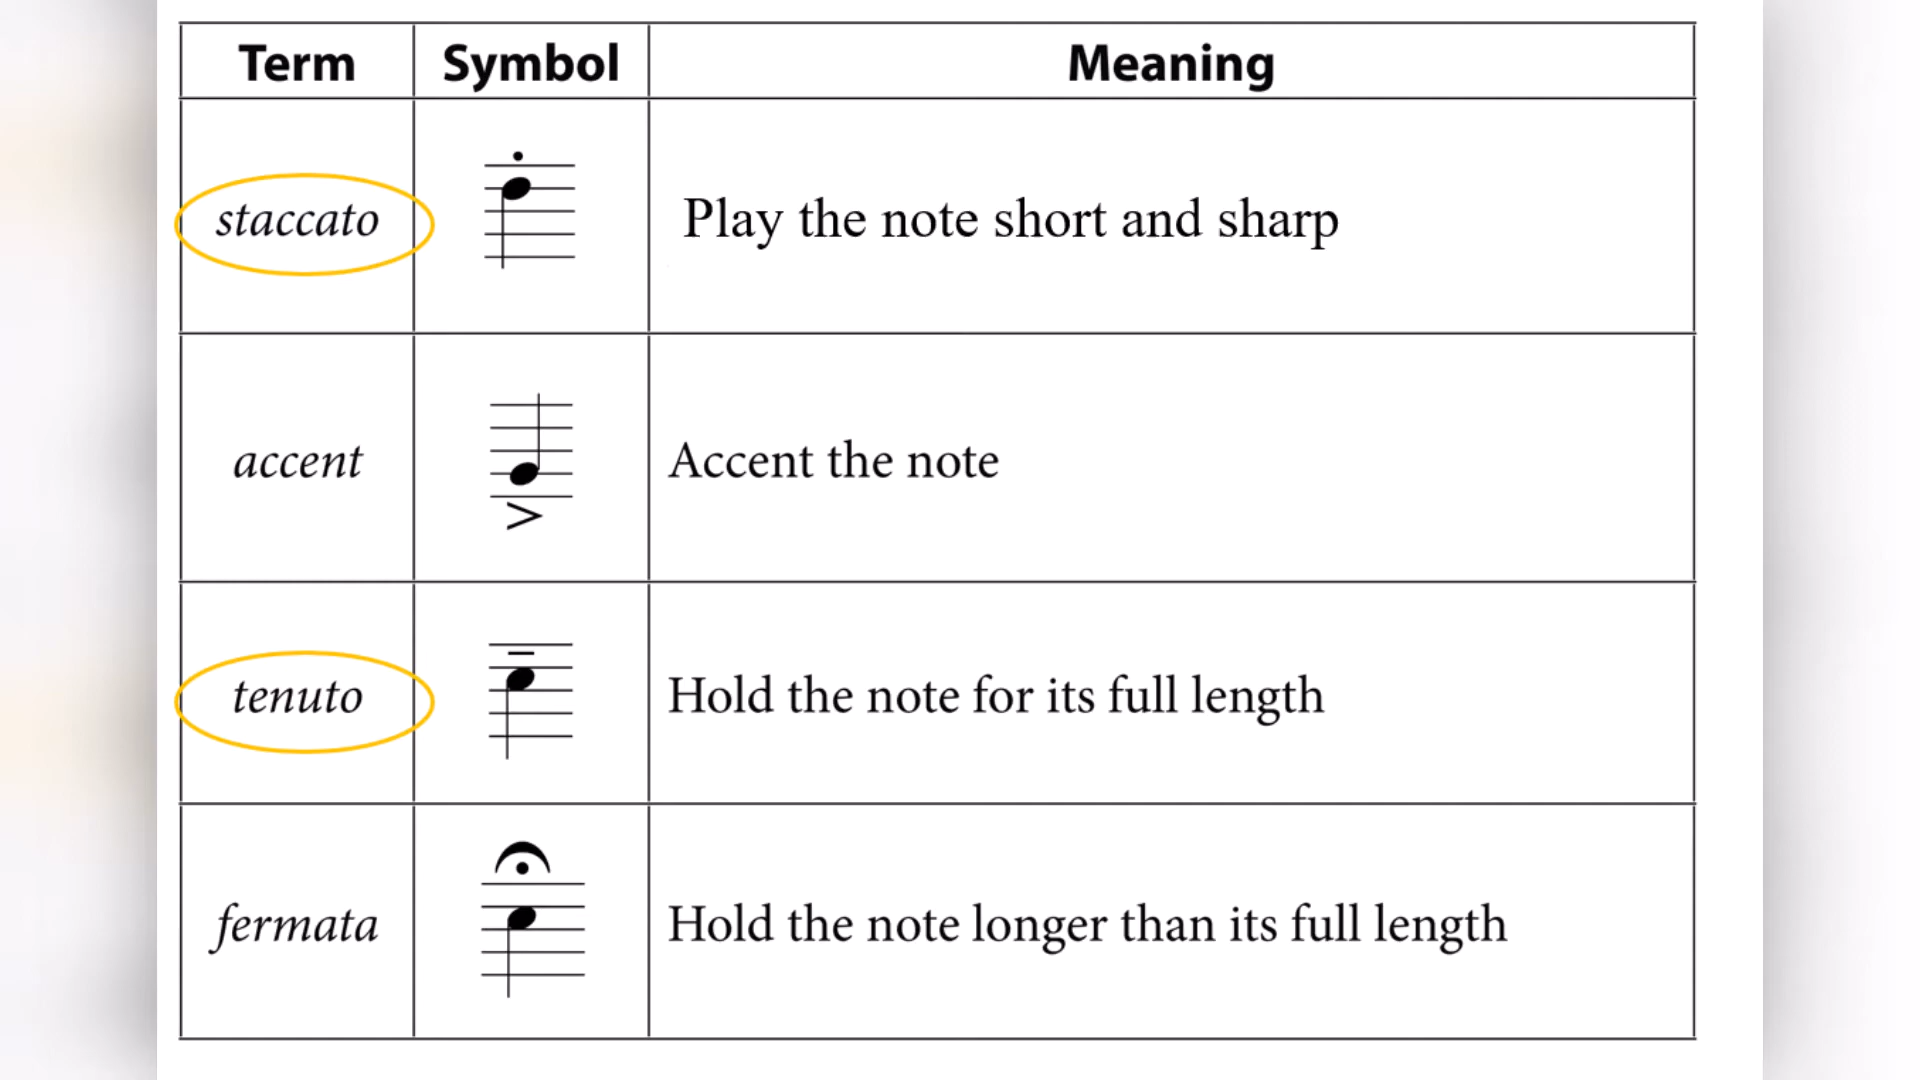 Term Symbol Meaning
staccato Play the note short and sharp
accent Accent the note
tenuto Hold the note for its full length
fermata Hold the note longer than its full length